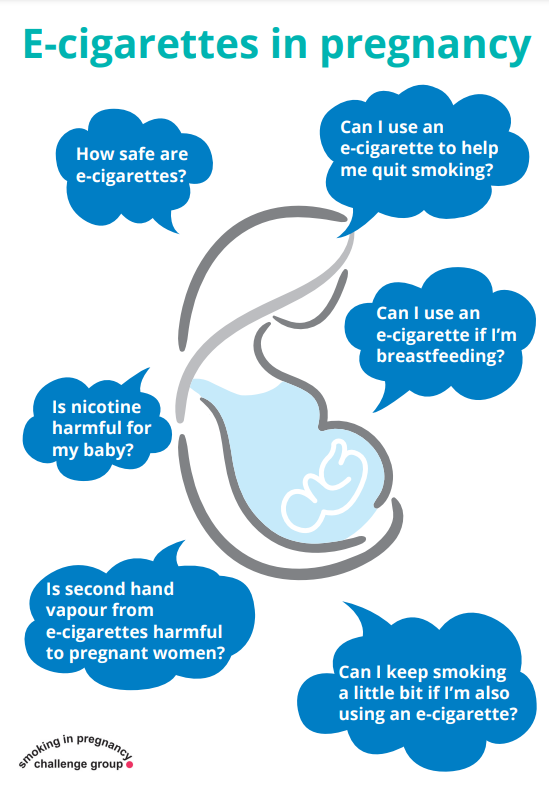 E-cigarettes in pregnancy
How safe are
e-cigarettes?
Can I use an
e-cigarette to help
me quit smoking?
Can I use an
e-cigarette if I’m
breastfeeding?
Is nicotine
harmful for
my baby?
Is second hand
vapour from
e-cigarettes harmful
to pregnant women?
Can I keep smoking
a little bit if I’m also
using an e-cigarette?
smoking in pregnancy
challenge group